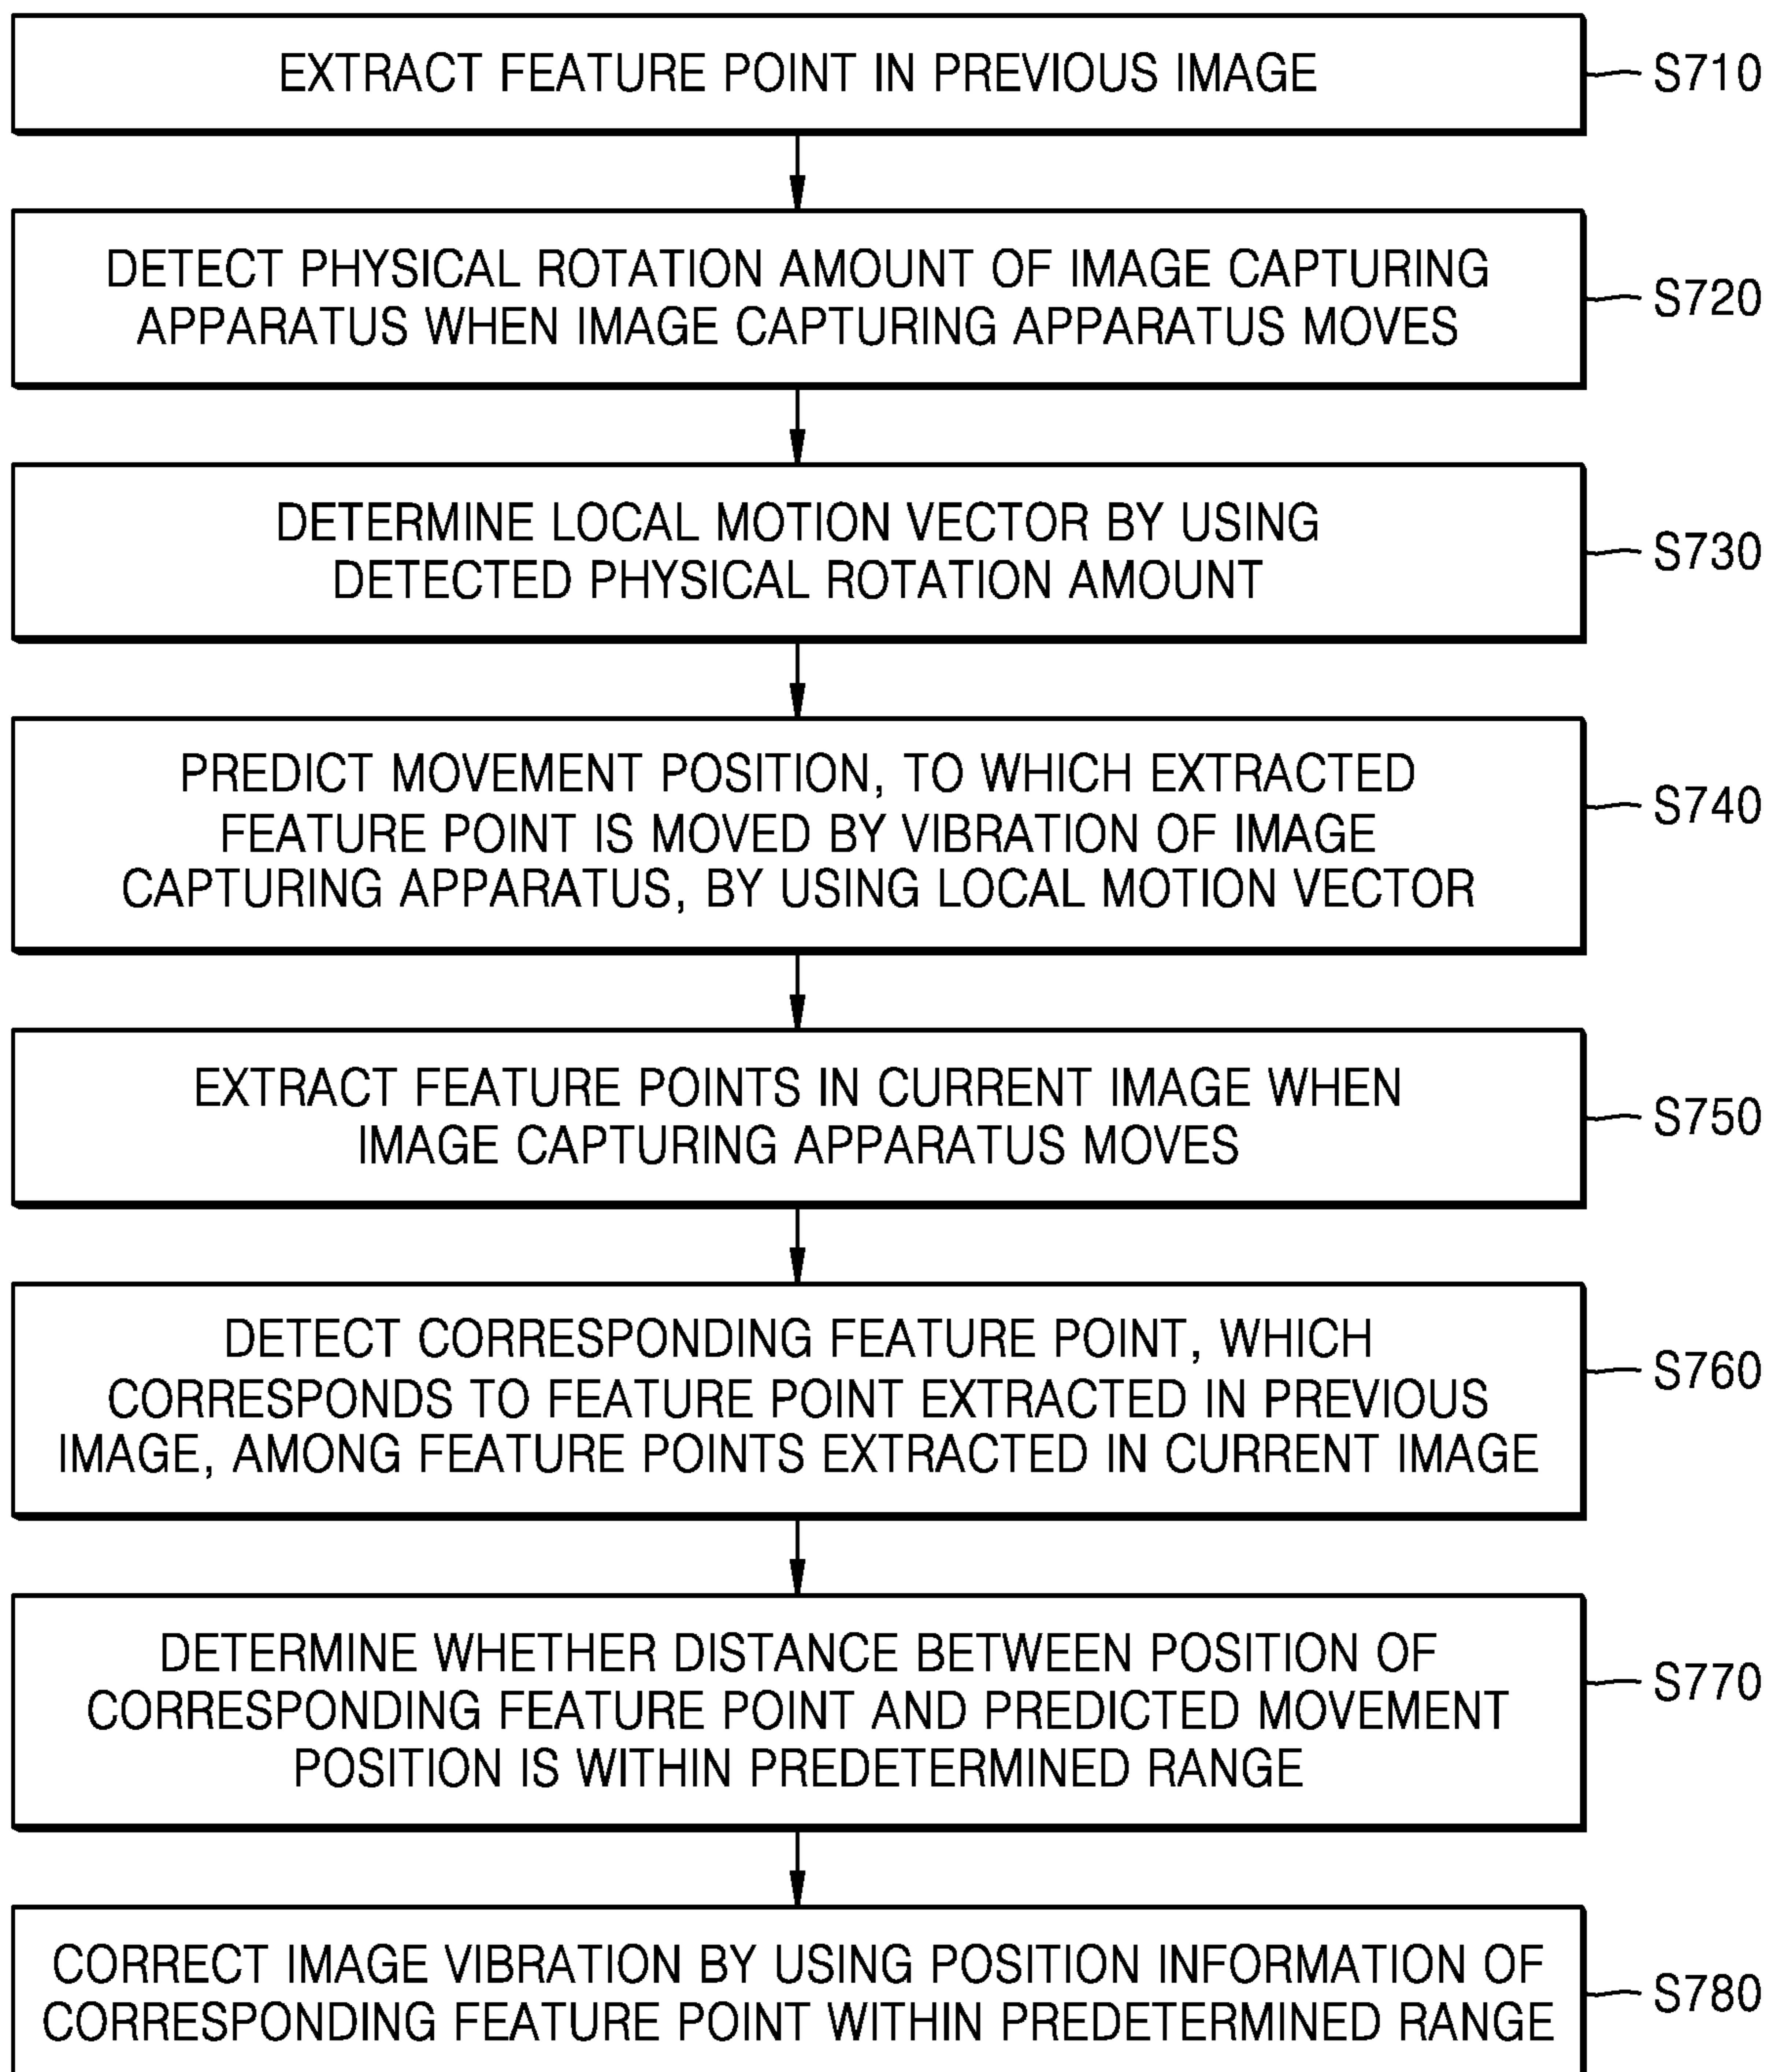 EXTRACT FEATURE POINT IN PREVIOUS IMAGE
S710
DETECT PHYSICAL ROTATION AMOUNT OF IMAGE CAPTURING
APPARATUS WHEN IMAGE CAPTURING APPARATUS MOVES
S720
DETERMINE LOCAL MOTION VECTOR BY USING
DETECTED PHYSICAL ROTATION AMOUNT
S730
PREDICT MOVEMENT POSITION, TO WHICH EXTRACTED
FEATURE POINT IS MOVED BY VIBRATION OF IMAGE
CAPTURING APPARATUS, BY USING LOCAL MOTION VECTOR
S740
EXTRACT FEATURE POINTS IN CURRENT IMAGE WHEN
IMAGE CAPTURING APPARATUS MOVES
S750
DETECT CORRESPONDING FEATURE POINT, WHICH
CORRESPONDS TO FEATURE POINT EXTRACTED IN PREVIOUS
IMAGE, AMONG FEATURE POINTS EXTRACTED IN CURRENT IMAGE
S760
DETERMINE WHETHER DISTANCE BETWEEN POSITION OF
CORRESPONDING FEATURE POINT AND PREDICTED MOVEMENT
POSITION IS WITHIN PREDETERMINED RANGE
S770
CORRECT IMAGE VIBRATION BY USING POSITION INFORMATION OF
CORRESPONDING FEATURE POINT WITHIN PREDETERMINED RANGE
S780